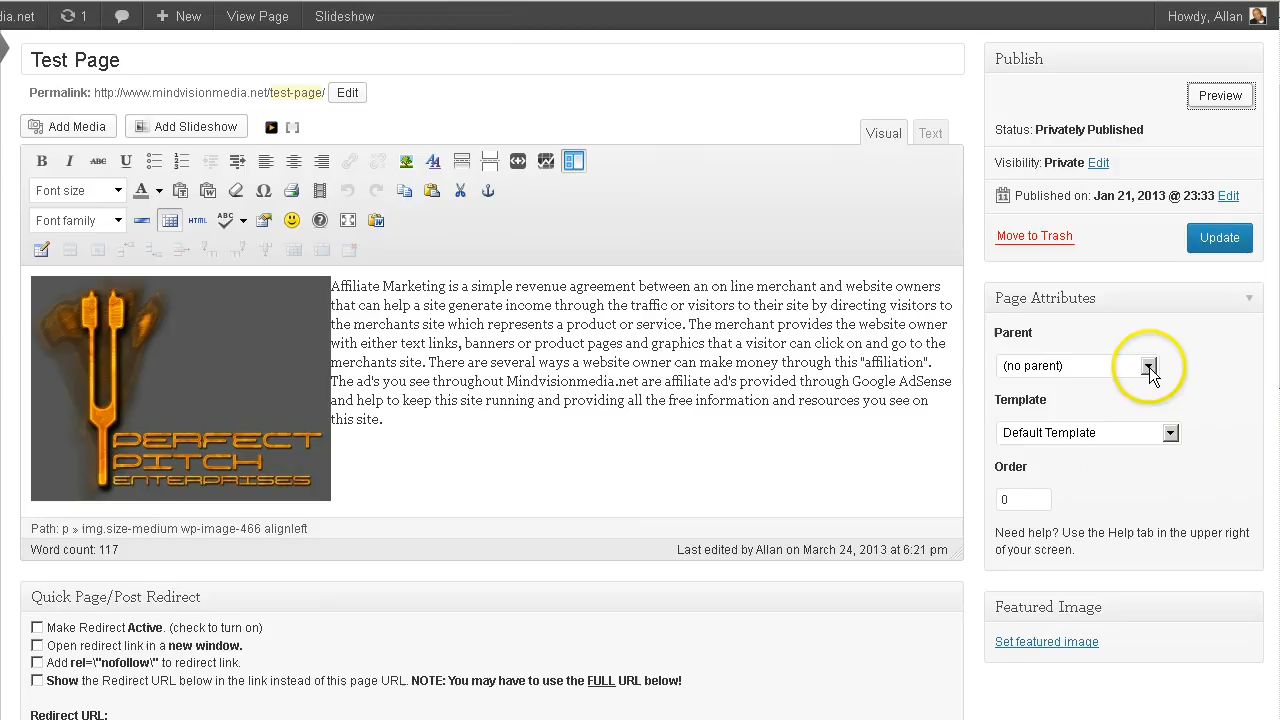 ia.net 1 New View Page Slideshow Howdy, Allan
Test Page
Permalink: http://www.mindvisionmedia.net/test-page/ Edit
Add Media Add Slideshow Visual Text
B I ABC U
Font size A
Font family HTML ABC
Affiliate Marketing is a simple revenue agreement between an on line merchant and website owners
that can help a site generate income through the traffic or visitors to their site by directing visitors to
the merchants site which represents a product or service. The merchant provides the website owner
with either text links, banners or product pages and graphics that a visitor can click on and go to the
merchants site. There are several ways a website owner can make money through this "affiliation".
The ad's you see throughout Mindvisionmedia.net are affiliate ad's provided through Google AdSense
and help to keep this site running and providing all the free information and resources you see on
this site.
PERFECT
PITCH
ENTERPRISES
Path: p » img.size-medium wp-image-466 alignleft
Word count: 117 Last edited by Allan on March 24, 2013 at 6:21 pm
Quick Page/Post Redirect
Make Redirect Active. (check to turn on)
Open redirect link in a new window.
Add rel=\"nofollow\" to redirect link.
Show the Redirect URL below in the link instead of this page URL. NOTE: You may have to use the FULL URL below!
Redirect URL:
Publish
Preview
Status: Privately Published
Visibility: Private Edit
Published on: Jan 21, 2013 @ 23:33 Edit
Move to Trash Update
Page Attributes
Parent
(no parent)
Template
Default Template
Order
0
Need help? Use the Help tab in the upper right
of your screen.
Featured Image
Set featured image